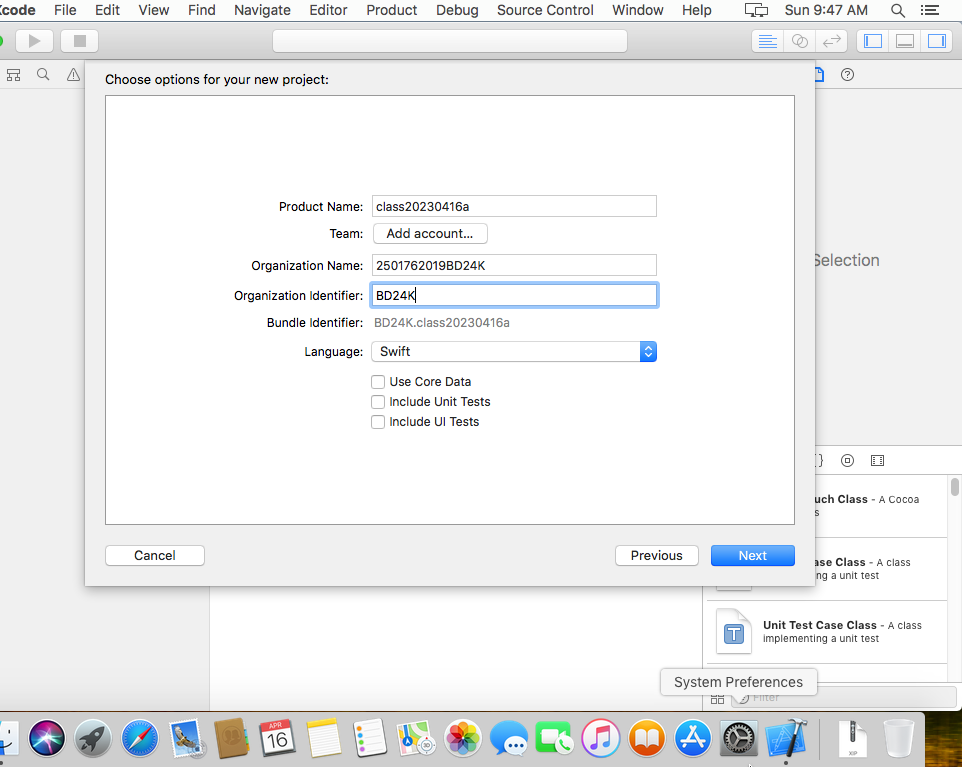 Xcode File Edit View Find Navigate Editor Product Debug Source Control Window Help Sun 9:47 AM
Choose options for your new project:
Product Name: class20230416a
Team: Add account...
Organization Name: 2501762019BD24K
Organization Identifier: BD24K
Bundle Identifier: BD24K.class20230416a
Language: Swift
Use Core Data
Include Unit Tests
Include UI Tests
Cancel Previous Next
Selection
uch Class - A Cocoa
s
ase Class - A class
ng a unit test
Unit Test Case Class - A class
implementing a unit test
System Preferences
Filter
APR
16
3D
XIP